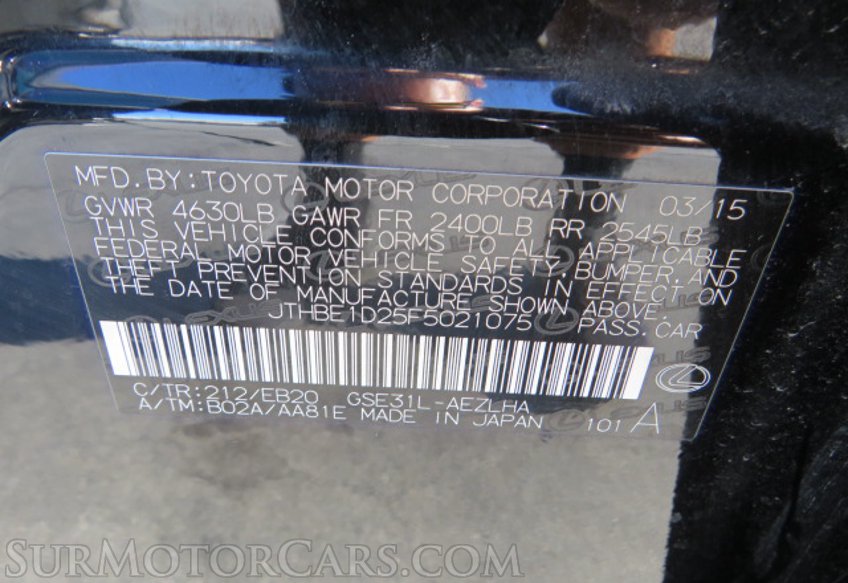 MFD.BY:TOYOTA MOTOR CORPORATION 03/15
GVWR 4630LB GAWR FR 2400LB RR 2545LB
THIS VEHICLE CONFORMS TO ALL APPLICABLE
FEDERAL MOTOR VEHICLE SAFETY,BUMPER,AND
THEFT PREVENTION STANDARDS IN EFFECT ON
THE DATE OF MANUFACTURE SHOWN ABOVE.
JTHBE1D25F5021075 PASS.CAR
C/TR:212/EB20 GSE31L-AEZLHA
A/TM:B02A/AA81E MADE IN JAPAN 101 A
SurMotorCars.com